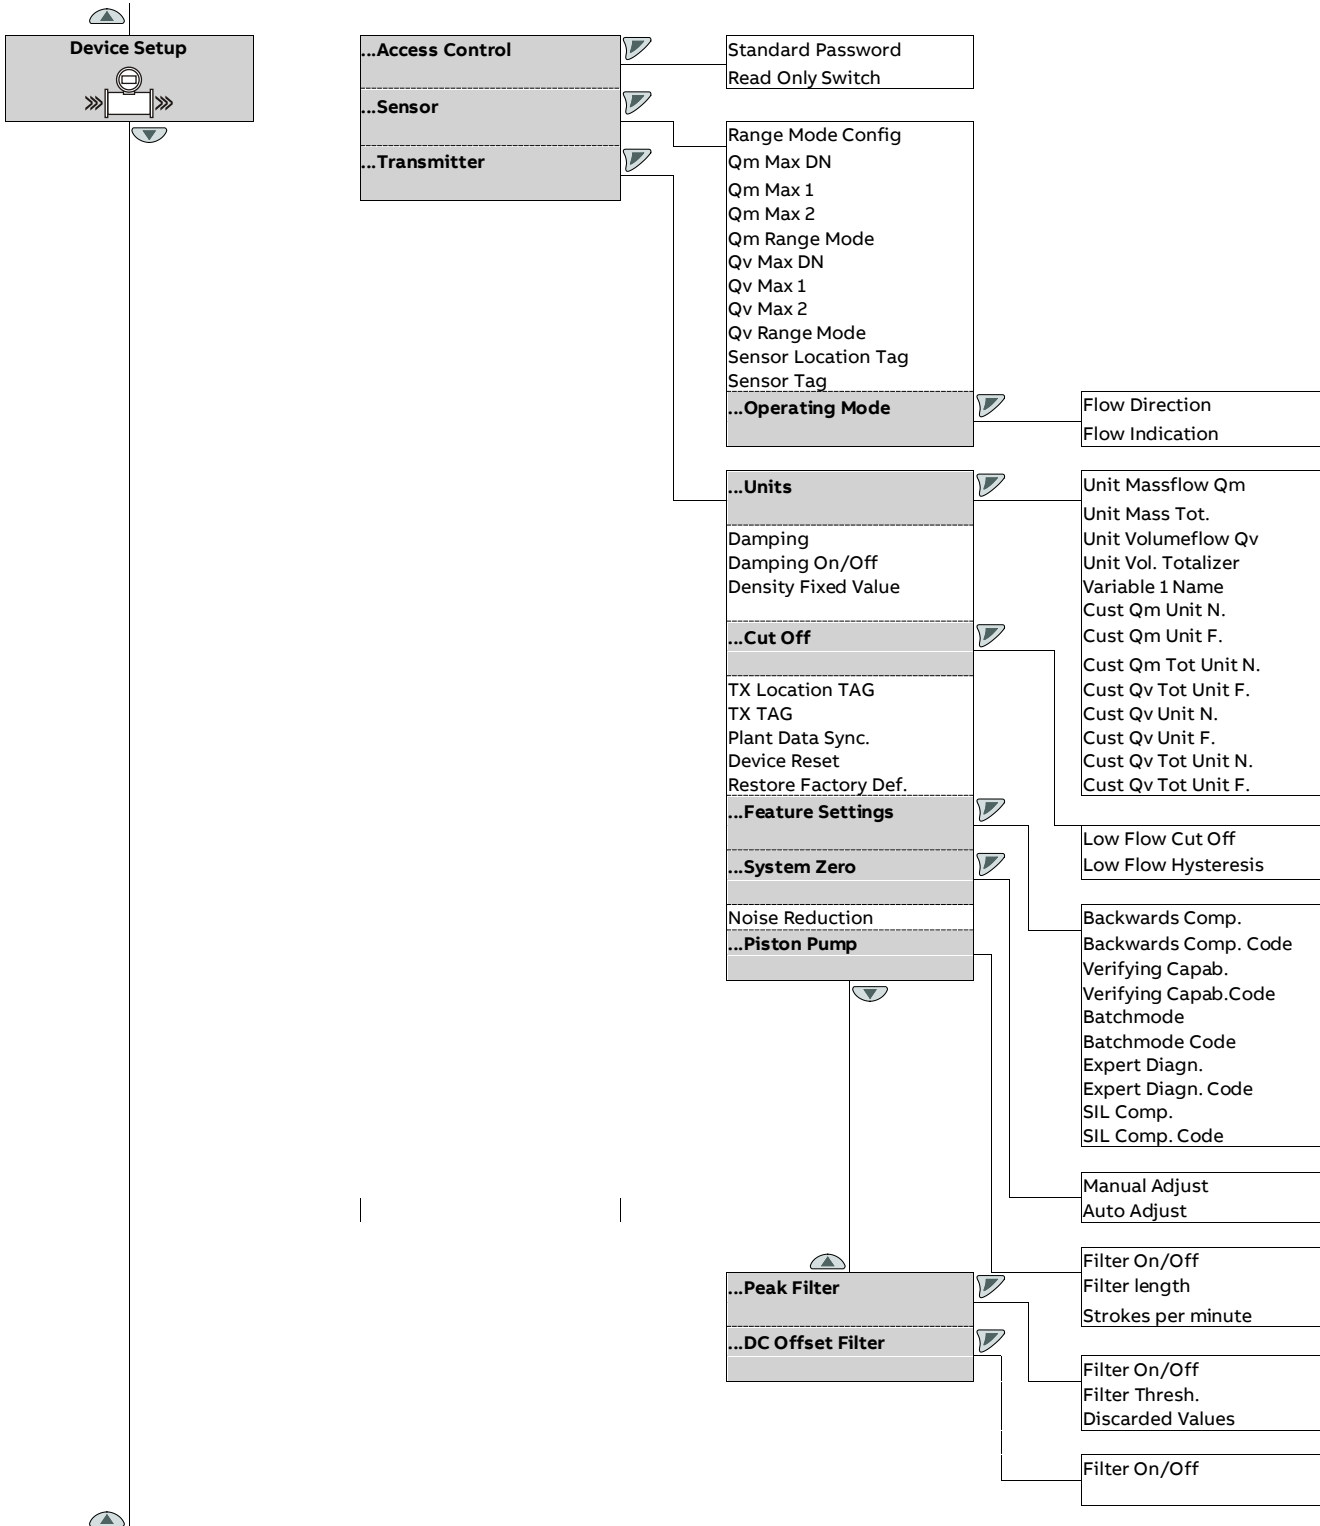 Device Setup
...Access Control
...Sensor
...Transmitter
Standard Password
Read Only Switch
Range Mode Config
Qm Max DN
Qm Max 1
Qm Max 2
Qm Range Mode
Qv Max DN
Qv Max 1
Qv Max 2
Qv Range Mode
Sensor Location Tag
Sensor Tag
...Operating Mode
Flow Direction
Flow Indication
...Units
Damping
Damping On/Off
Density Fixed Value
...Cut Off
TX Location TAG
TX TAG
Plant Data Sync.
Device Reset
Restore Factory Def.
...Feature Settings
...System Zero
Noise Reduction
...Piston Pump
Unit Massflow Qm
Unit Mass Tot.
Unit Volumeflow Qv
Unit Vol. Totalizer
Variable 1 Name
Cust Qm Unit N.
Cust Qm Unit F.
Cust Qm Tot Unit N.
Cust Qv Tot Unit F.
Cust Qv Unit N.
Cust Qv Unit F.
Cust Qv Tot Unit N.
Cust Qv Tot Unit F.
Low Flow Cut Off
Low Flow Hysteresis
Backwards Comp.
Backwards Comp. Code
Verifying Capab.
Verifying Capab.Code
Batchmode
Batchmode Code
Expert Diagn.
Expert Diagn. Code
SIL Comp.
SIL Comp. Code
Manual Adjust
Auto Adjust
Filter On/Off
Filter length
Strokes per minute
...Peak Filter
...DC Offset Filter
Filter On/Off
Filter Thresh.
Discarded Values
Filter On/Off